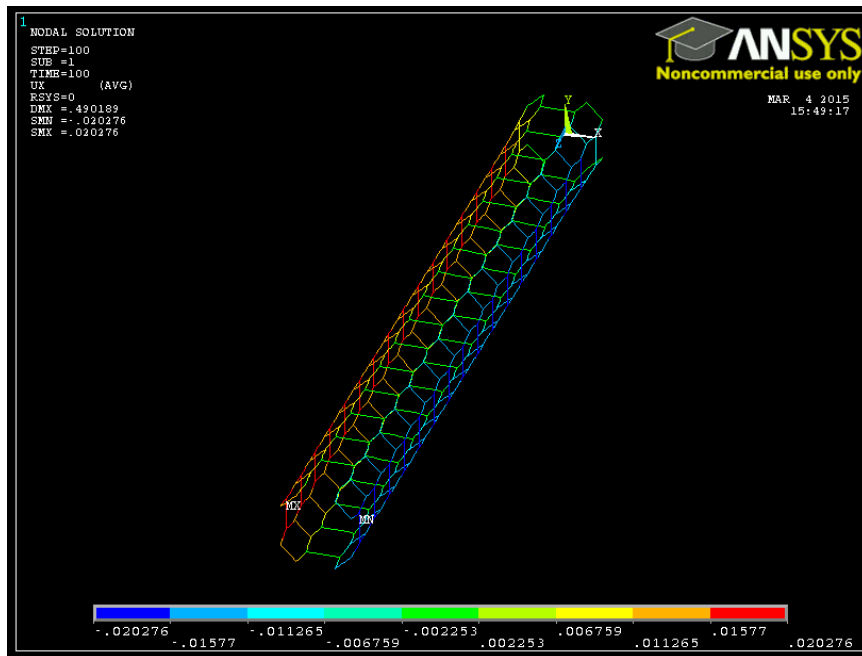 1
NODAL SOLUTION
STEP=100
SUB =1
TIME=100
UX (AVG)
RSYS=0
DMX =.490189
SMN =-.020276
SMX =.020276
ANSYS
Noncommercial use only
MAR 4 2015
15:49:17
Y
X
Z
MX
MN
-.020276 -.011265 -.002253 .006759 .01577
-.01577 -.006759 .002253 .011265 .020276